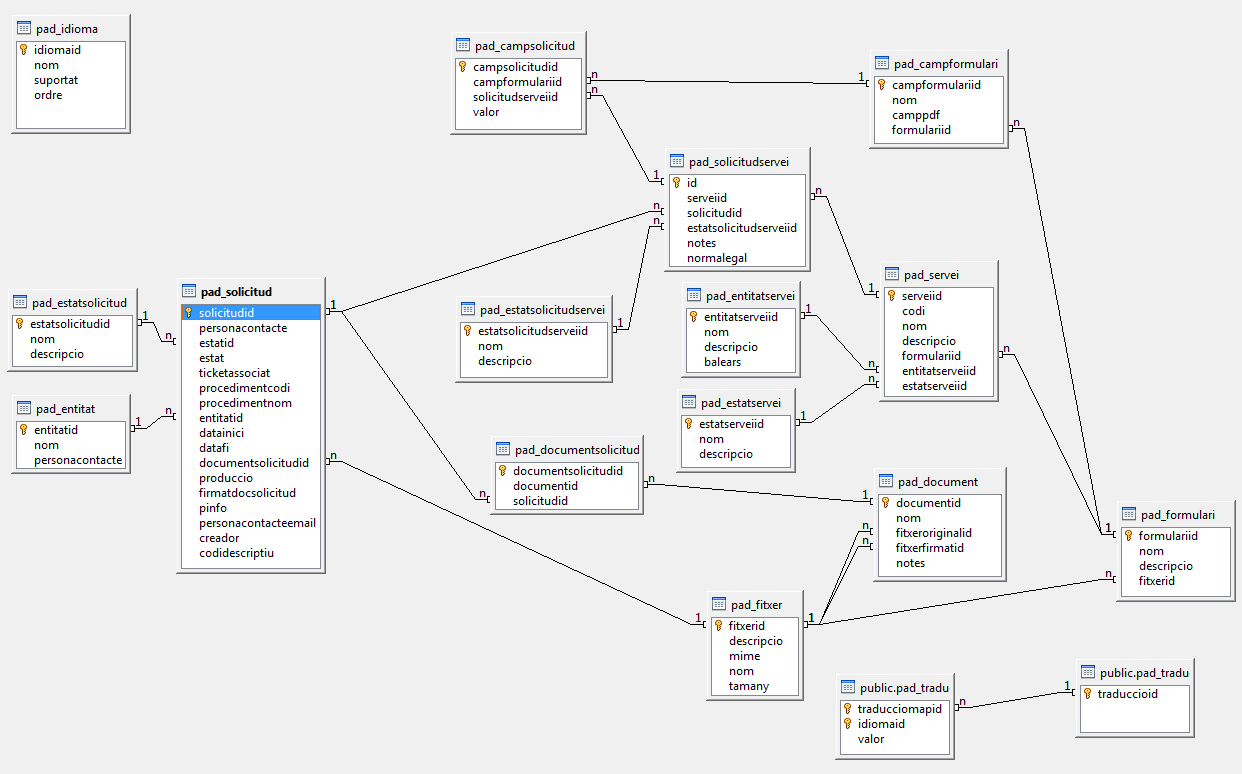 pad_idioma
idiomaid
nom
suportat
ordre
pad_campsolicitud
campsolicitudid
campformulariid
solicitudserveiid
valor
n
n
1
pad_campformulari
campformulariid
nom
camppdf
formulariid
n
pad_solicitudservei
id
serveiid
solicitudid
estatsolicitudserveiid
notes
normalegal
1
n
n
n
pad_servei
serveiid
codi
nom
descripcio
formulariid
entitatserveiid
estatserveiid
1
n
n
n
pad_estatsolicitud
estatsolicitudid
nom
descripcio
1
n
pad_solicitud
solicitudid
personacontacte
estatid
estat
ticketassociat
procedimentcodi
procedimentnom
entitatid
datainici
datafi
documentsolicitudid
produccio
firmatdocsolicitud
pinfo
personacontacteemail
creador
codidescriptiu
1
n
pad_estatsolicitudservei
estatsolicitudserveiid
nom
descripcio
1
pad_entitatservei
entitatserveiid
nom
descripcio
balears
1
pad_entitat
entitatid
nom
personacontacte
1
n
pad_estatservei
estatserveiid
nom
descripcio
1
pad_documentsolicitud
documentsolicitudid
documentid
solicitudid
n
n
pad_document
documentid
nom
fitxeroriginalid
fitxerfirmatid
notes
1
n
n
pad_formulari
formulariid
nom
descripcio
fitxerid
1
n
pad_fitxer
fitxerid
descripcio
mime
nom
tamany
1
1
public.pad_tradu
traducciomapid
idiomaid
valor
n
1
public.pad_tradu
traduccioid